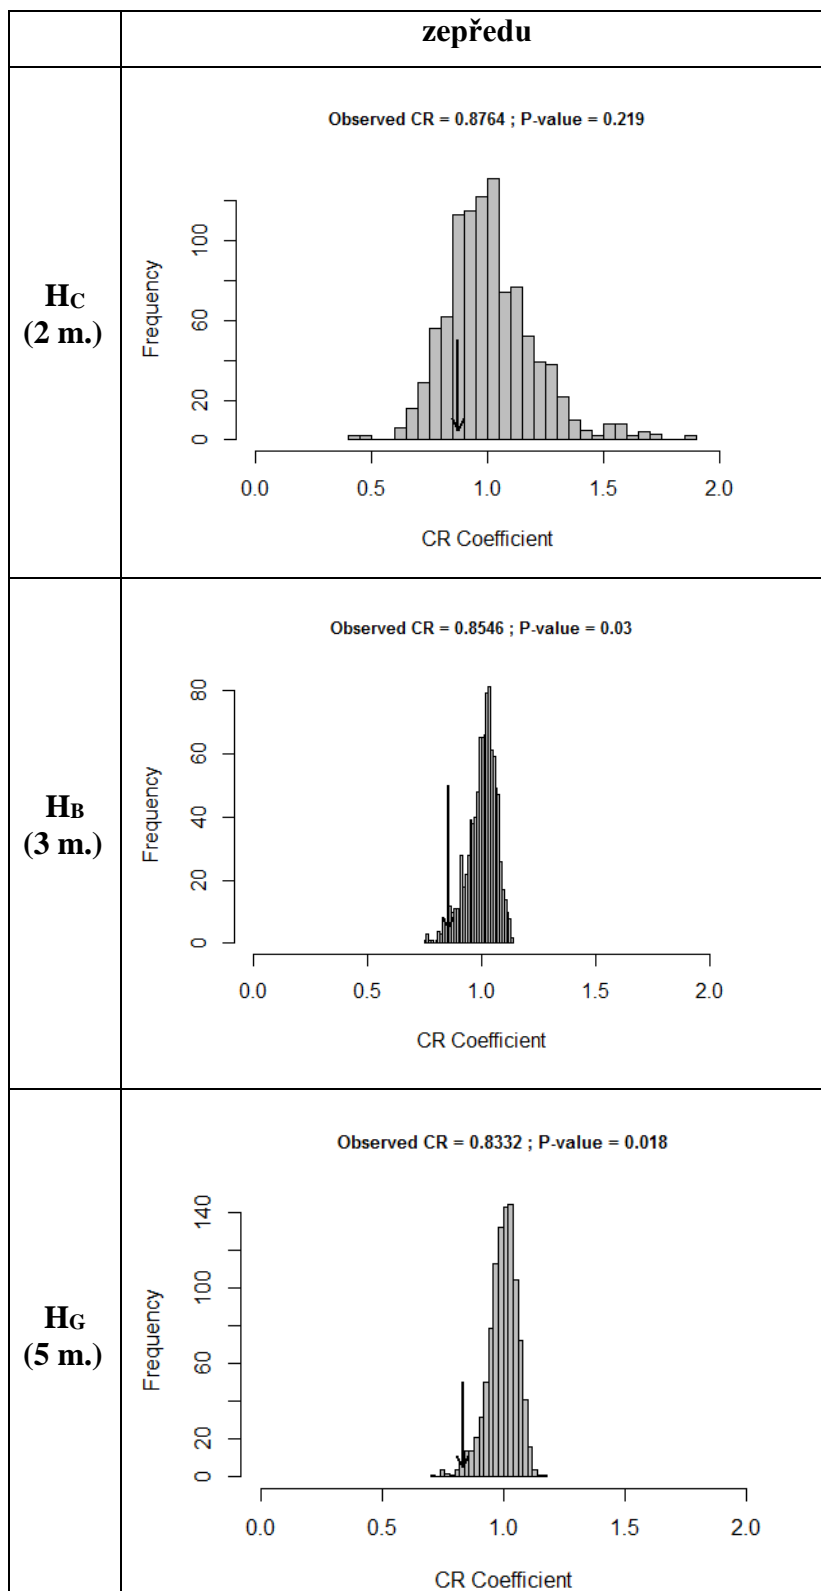 zepředu
HC
(2 m.)
Observed CR = 0.8764 ; P-value = 0.219
Frequency
0 20 60 100
0.0 0.5 1.0 1.5 2.0
CR Coefficient
HB
(3 m.)
Observed CR = 0.8546 ; P-value = 0.03
Frequency
0 20 40 60 80
0.0 0.5 1.0 1.5 2.0
CR Coefficient
HG
(5 m.)
Observed CR = 0.8332 ; P-value = 0.018
Frequency
0 20 60 100 140
0.0 0.5 1.0 1.5 2.0
CR Coefficient